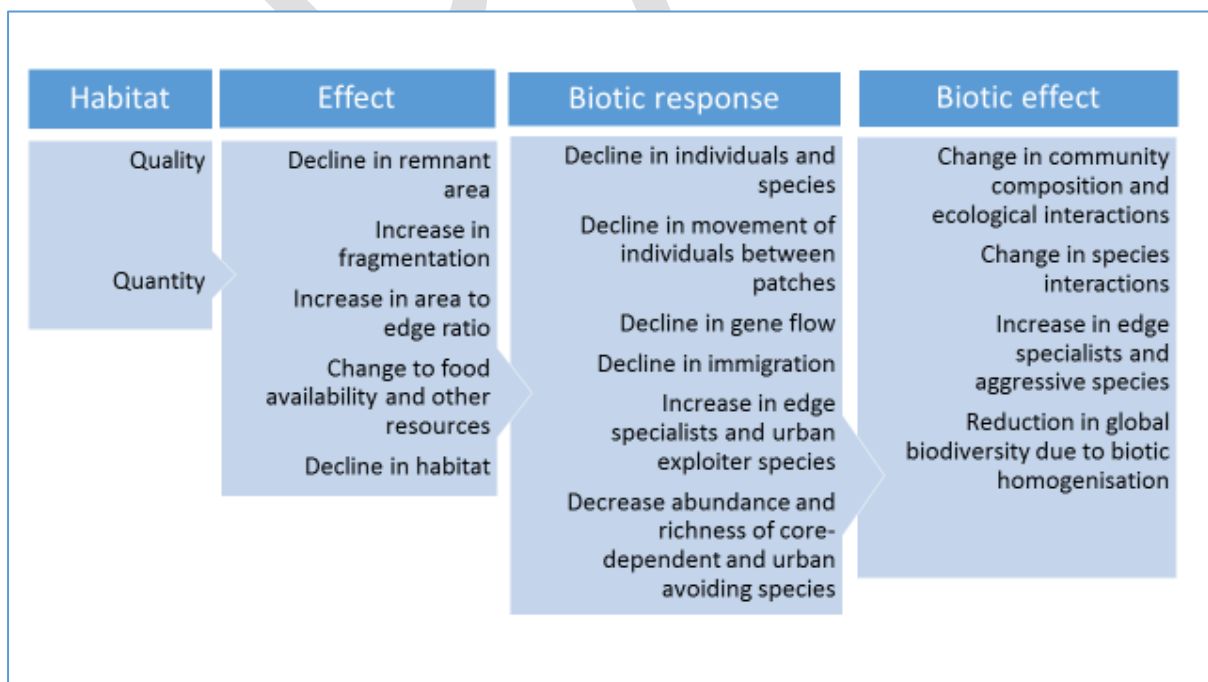 Habitat
Quality
Quantity
Effect
Decline in remnant
area
Increase in
fragmentation
Increase in area to
edge ratio
Change to food
availability and other
resources
Decline in habitat
Biotic response
Decline in individuals and
species
Decline in movement of
individuals between
patches
Decline in gene flow
Decline in immigration
Increase in edge
specialists and urban
exploiter species
Decrease abundance and
richness of core-
dependent and urban
avoiding species
Biotic effect
Change in community
composition and
ecological interactions
Change in species
interactions
Increase in edge
specialists and
aggressive species
Reduction in global
biodiversity due to biotic
homogenisation